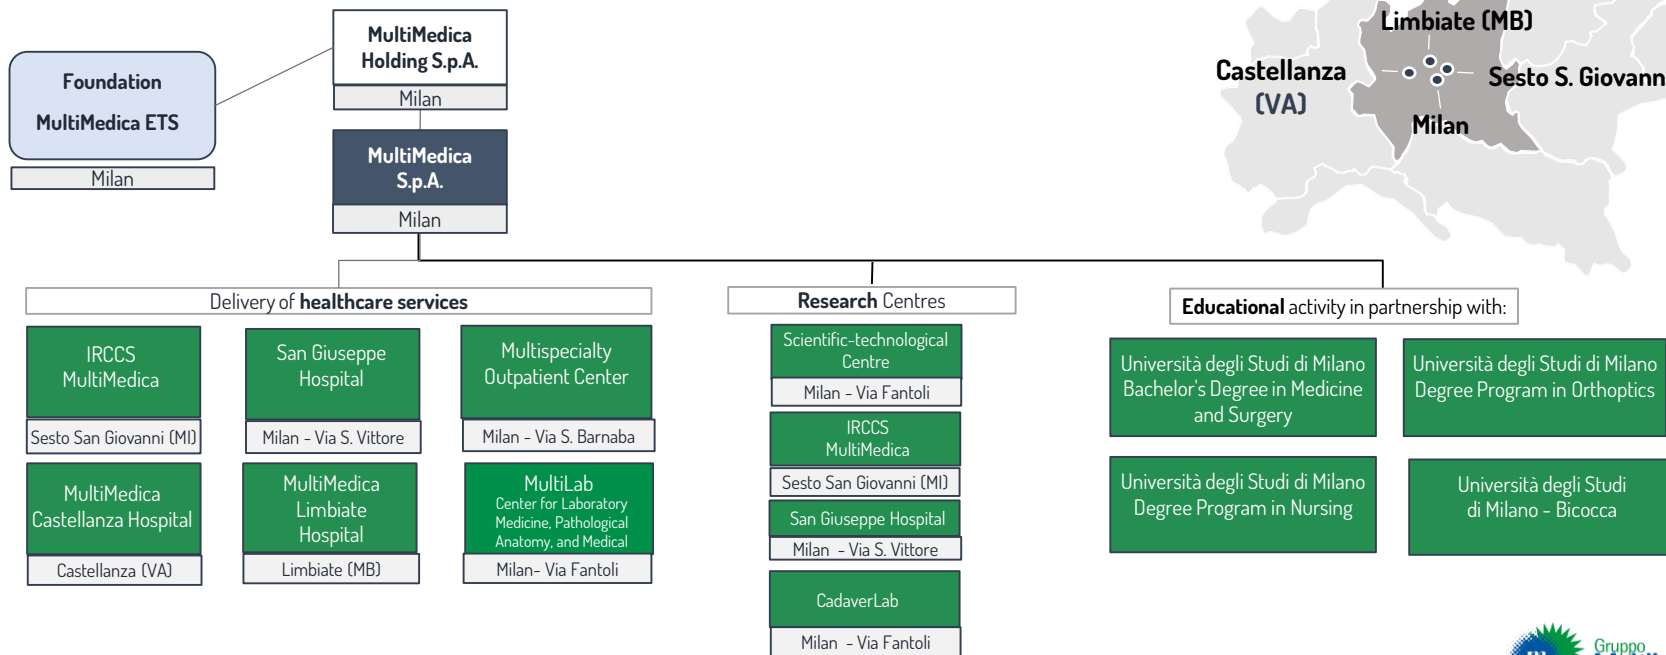 MultiMedica
Holding S.p.A.
Milan
Foundation
MultiMedica ETS
Milan
MultiMedica
S.p.A.
Milan
Limbiate (MB)
Castellanza
(VA)
Sesto S. Giovann
Milan
Delivery of healthcare services
IRCCS
MultiMedica
Sesto San Giovanni (MI)
San Giuseppe
Hospital
Milan - Via S. Vittore
Multispecialty
Outpatient Center
Milan - Via S. Barnaba
MultiMedica
Castellanza Hospital
Castellanza (VA)
MultiMedica
Limbiate
Hospital
Limbiate (MB)
MultiLab
Center for Laboratory
Medicine, Pathological
Anatomy, and Medical
Milan- Via Fantoli
Research Centres
Scientific-technological
Centre
Milan - Via Fantoli
IRCCS
MultiMedica
Sesto San Giovanni (MI)
San Giuseppe Hospital
Milan - Via S. Vittore
CadaverLab
Milan - Via Fantoli
Educational activity in partnership with:
Università degli Studi di Milano
Bachelor's Degree in Medicine
and Surgery
Università degli Studi di Milano
Degree Program in Orthoptics
Università degli Studi di Milano
Degree Program in Nursing
Università degli Studi
di Milano - Bicocca
Gruppo